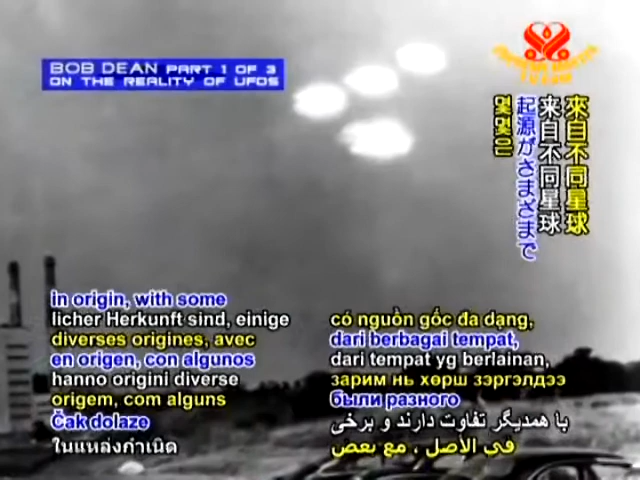 BOB DEAN PART 1 OF 3
ON THE REALITY OF UFOS
來自不同星球
来自不同星球
起源がさまざまで
몇몇은
in origin, with some
licher Herkunft sind, einige
diverses origines, avec
en origen, con algunos
hanno origini diverse
origem, com alguns
Čak dolaze
ในแหล่งกำเนิด
có nguồn gốc đa dạng,
dari berbagai tempat,
dari tempat yg berlainan,
зарим нь хөрш зэргэлдээ
были разного
با همدیگر تفاوت دارند و برخی
في الأصل ، مع بعض